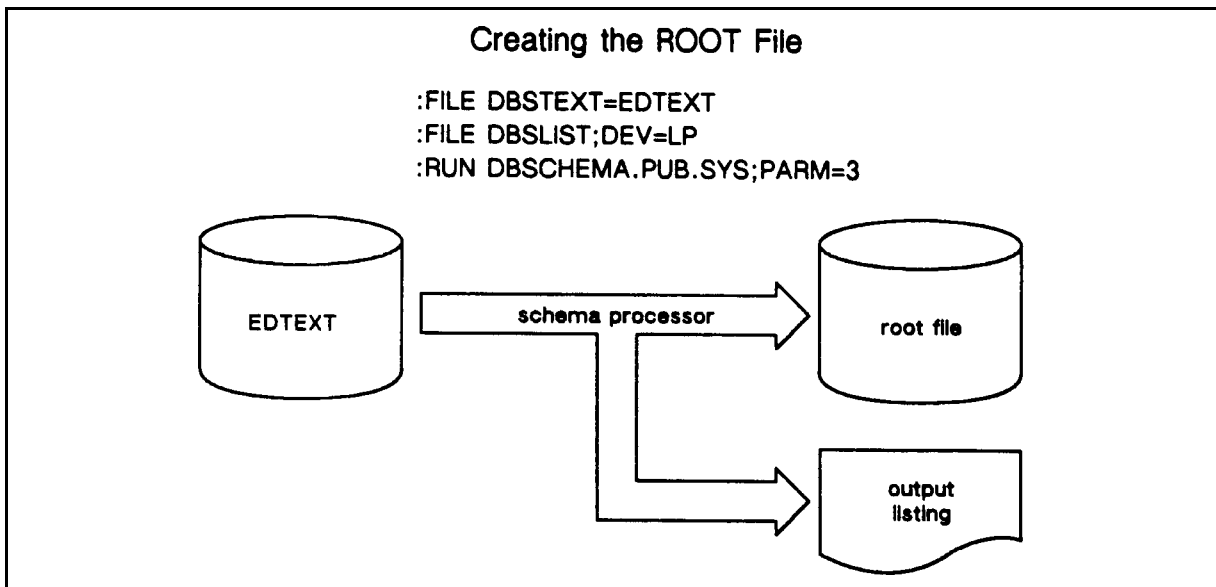 Creating the ROOT File
:FILE DBSTEXT=EDTEXT
:FILE DBSLIST;DEV=LP
:RUN DBSCHEMA.PUB.SYS;PARM=3
EDTEXT
schema processor
root file
output
listing